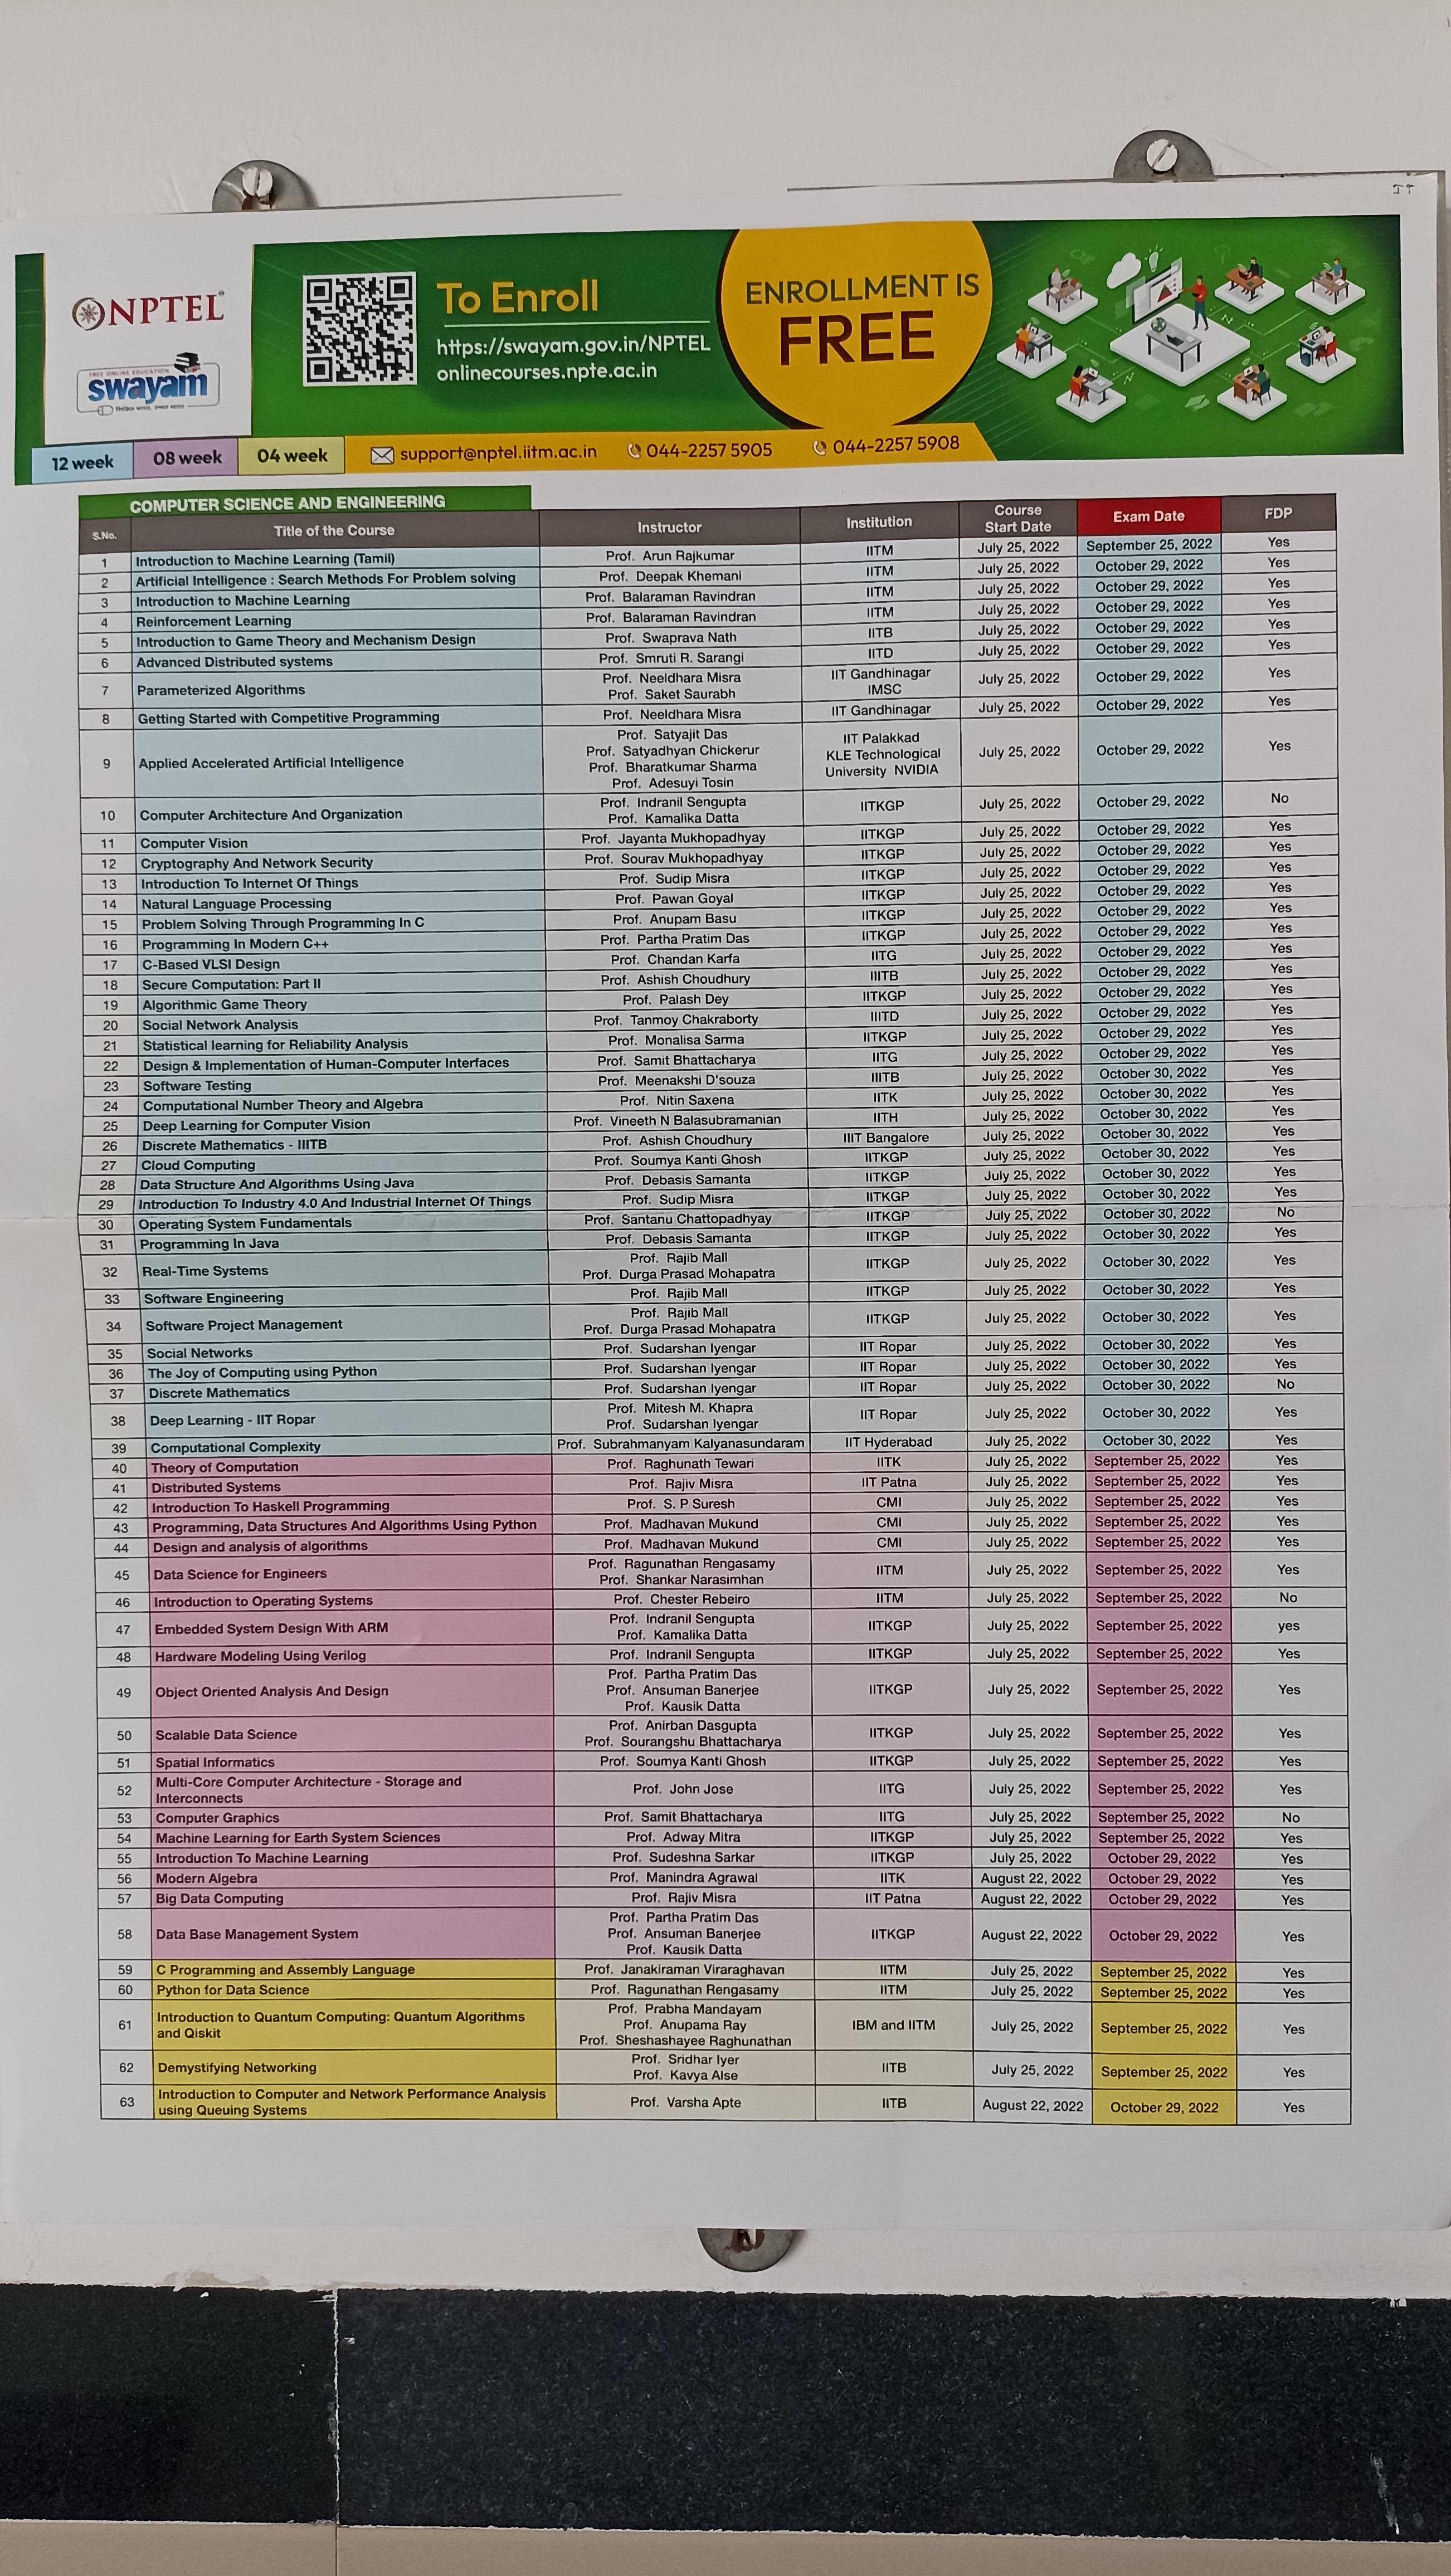 NPTEL
FREE ONLINE EDUCATION
swayam
To Enroll
https://swayam.gov.in/NPTEL
onlinecourses.npte.ac.in
ENROLLMENT IS
FREE
12 week 08 week 04 week support@nptel.iitm.ac.in 044-2257 5905 044-2257 5908
COMPUTER SCIENCE AND ENGINEERING
S.No. Title of the Course Instructor Institution Course Start Date Exam Date FDP
1 Introduction to Machine Learning (Tamil) Prof. Arun Rajkumar IITM July 25, 2022 September 25, 2022 Yes
2 Artificial Intelligence : Search Methods For Problem solving Prof. Deepak Khemani IITM July 25, 2022 October 29, 2022 Yes
3 Introduction to Machine Learning Prof. Balaraman Ravindran IITM July 25, 2022 October 29, 2022 Yes
4 Reinforcement Learning Prof. Balaraman Ravindran IITM July 25, 2022 October 29, 2022 Yes
5 Introduction to Game Theory and Mechanism Design Prof. Swaprava Nath IITB July 25, 2022 October 29, 2022 Yes
6 Advanced Distributed systems Prof. Smruti R. Sarangi IITD July 25, 2022 October 29, 2022 Yes
7 Parameterized Algorithms Prof. Neeldhara Misra Prof. Saket Saurabh IIT Gandhinagar IMSC July 25, 2022 October 29, 2022 Yes
8 Getting Started with Competitive Programming Prof. Neeldhara Misra IIT Gandhinagar July 25, 2022 October 29, 2022 Yes
9 Applied Accelerated Artificial Intelligence Prof. Satyajit Das Prof. Satyadhyan Chickerur Prof. Bharatkumar Sharma Prof. Adesuyi Tosin IIT Palakkad KLE Technological University NVIDIA July 25, 2022 October 29, 2022 Yes
10 Computer Architecture And Organization Prof. Indranil Sengupta Prof. Kamalika Datta IITKGP July 25, 2022 October 29, 2022 No
11 Computer Vision Prof. Jayanta Mukhopadhyay IITKGP July 25, 2022 October 29, 2022 Yes
12 Cryptography And Network Security Prof. Sourav Mukhopadhyay IITKGP July 25, 2022 October 29, 2022 Yes
13 Introduction To Internet Of Things Prof. Sudip Misra IITKGP July 25, 2022 October 29, 2022 Yes
14 Natural Language Processing Prof. Pawan Goyal IITKGP July 25, 2022 October 29, 2022 Yes
15 Problem Solving Through Programming In C Prof. Anupam Basu IITKGP July 25, 2022 October 29, 2022 Yes
16 Programming In Modern C++ Prof. Partha Pratim Das IITKGP July 25, 2022 October 29, 2022 Yes
17 C-Based VLSI Design Prof. Chandan Karfa IITG July 25, 2022 October 29, 2022 Yes
18 Secure Computation: Part II Prof. Ashish Choudhury IIITB July 25, 2022 October 29, 2022 Yes
19 Algorithmic Game Theory Prof. Palash Dey IITKGP July 25, 2022 October 29, 2022 Yes
20 Social Network Analysis Prof. Tanmoy Chakraborty IIITD July 25, 2022 October 29, 2022 Yes
21 Statistical learning for Reliability Analysis Prof. Monalisa Sarma IITKGP July 25, 2022 October 29, 2022 Yes
22 Design & Implementation of Human-Computer Interfaces Prof. Samit Bhattacharya IITG July 25, 2022 October 29, 2022 Yes
23 Software Testing Prof. Meenakshi D'souza IIITB July 25, 2022 October 30, 2022 Yes
24 Computational Number Theory and Algebra Prof. Nitin Saxena IITK July 25, 2022 October 30, 2022 Yes
25 Deep Learning for Computer Vision Prof. Vineeth N Balasubramanian IITH July 25, 2022 October 30, 2022 Yes
26 Discrete Mathematics - IIITB Prof. Ashish Choudhury IIIT Bangalore July 25, 2022 October 30, 2022 Yes
27 Cloud Computing Prof. Soumya Kanti Ghosh IITKGP July 25, 2022 October 30, 2022 Yes
28 Data Structure And Algorithms Using Java Prof. Debasis Samanta IITKGP July 25, 2022 October 30, 2022 Yes
29 Introduction To Industry 4.0 And Industrial Internet Of Things Prof. Sudip Misra IITKGP July 25, 2022 October 30, 2022 Yes
30 Operating System Fundamentals Prof. Santanu Chattopadhyay IITKGP July 25, 2022 October 30, 2022 No
31 Programming In Java Prof. Debasis Samanta IITKGP July 25, 2022 October 30, 2022 Yes
32 Real-Time Systems Prof. Rajib Mall Prof. Durga Prasad Mohapatra IITKGP July 25, 2022 October 30, 2022 Yes
33 Software Engineering Prof. Rajib Mall IITKGP July 25, 2022 October 30, 2022 Yes
34 Software Project Management Prof. Rajib Mall Prof. Durga Prasad Mohapatra IITKGP July 25, 2022 October 30, 2022 Yes
35 Social Networks Prof. Sudarshan Iyengar IIT Ropar July 25, 2022 October 30, 2022 Yes
36 The Joy of Computing using Python Prof. Sudarshan Iyengar IIT Ropar July 25, 2022 October 30, 2022 Yes
37 Discrete Mathematics Prof. Sudarshan Iyengar IIT Ropar July 25, 2022 October 30, 2022 No
38 Deep Learning - IIT Ropar Prof. Mitesh M. Khapra Prof. Sudarshan Iyengar IIT Ropar July 25, 2022 October 30, 2022 Yes
39 Computational Complexity Prof. Subrahmanyam Kalyanasundaram IIT Hyderabad July 25, 2022 October 30, 2022 Yes
40 Theory of Computation Prof. Raghunath Tewari IITK July 25, 2022 September 25, 2022 Yes
41 Distributed Systems Prof. Rajiv Misra IIT Patna July 25, 2022 September 25, 2022 Yes
42 Introduction To Haskell Programming Prof. S. P Suresh CMI July 25, 2022 September 25, 2022 Yes
43 Programming, Data Structures And Algorithms Using Python Prof. Madhavan Mukund CMI July 25, 2022 September 25, 2022 Yes
44 Design and analysis of algorithms Prof. Madhavan Mukund CMI July 25, 2022 September 25, 2022 Yes
45 Data Science for Engineers Prof. Ragunathan Rengasamy Prof. Shankar Narasimhan IITM July 25, 2022 September 25, 2022 Yes
46 Introduction to Operating Systems Prof. Chester Rebeiro IITM July 25, 2022 September 25, 2022 No
47 Embedded System Design With ARM Prof. Indranil Sengupta Prof. Kamalika Datta IITKGP July 25, 2022 September 25, 2022 yes
48 Hardware Modeling Using Verilog Prof. Indranil Sengupta IITKGP July 25, 2022 September 25, 2022 Yes
49 Object Oriented Analysis And Design Prof. Partha Pratim Das Prof. Ansuman Banerjee Prof. Kausik Datta IITKGP July 25, 2022 September 25, 2022 Yes
50 Scalable Data Science Prof. Anirban Dasgupta Prof. Sourangshu Bhattacharya IITKGP July 25, 2022 September 25, 2022 Yes
51 Spatial Informatics Prof. Soumya Kanti Ghosh IITKGP July 25, 2022 September 25, 2022 Yes
52 Multi-Core Computer Architecture - Storage and Interconnects Prof. John Jose IITG July 25, 2022 September 25, 2022 Yes
53 Computer Graphics Prof. Samit Bhattacharya IITG July 25, 2022 September 25, 2022 No
54 Machine Learning for Earth System Sciences Prof. Adway Mitra IITKGP July 25, 2022 September 25, 2022 Yes
55 Introduction To Machine Learning Prof. Sudeshna Sarkar IITKGP July 25, 2022 October 29, 2022 Yes
56 Modern Algebra Prof. Manindra Agrawal IITK August 22, 2022 October 29, 2022 Yes
57 Big Data Computing Prof. Rajiv Misra IIT Patna August 22, 2022 October 29, 2022 Yes
58 Data Base Management System Prof. Partha Pratim Das Prof. Ansuman Banerjee Prof. Kausik Datta IITKGP August 22, 2022 October 29, 2022 Yes
59 C Programming and Assembly Language Prof. Janakiraman Viraraghavan IITM July 25, 2022 September 25, 2022 Yes
60 Python for Data Science Prof. Ragunathan Rengasamy IITM July 25, 2022 September 25, 2022 Yes
61 Introduction to Quantum Computing: Quantum Algorithms and Qiskit Prof. Prabha Mandayam Prof. Anupama Ray Prof. Sheshashayee Raghunathan IBM and IITM July 25, 2022 September 25, 2022 Yes
62 Demystifying Networking Prof. Sridhar Iyer Prof. Kavya Alse IITB July 25, 2022 September 25, 2022 Yes
63 Introduction to Computer and Network Performance Analysis using Queuing Systems Prof. Varsha Apte IITB August 22, 2022 October 29, 2022 Yes